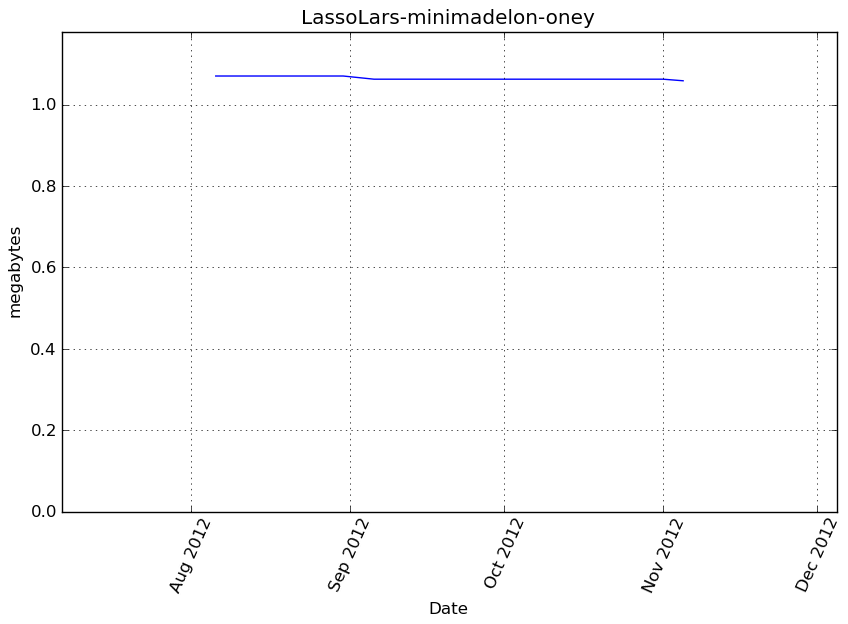 LassoLars-minimadelon-oney
megabytes
1.0
0.8
0.6
0.4
0.2
0.0
Aug 2012
Sep 2012
Oct 2012
Nov 2012
Dec 2012
Date